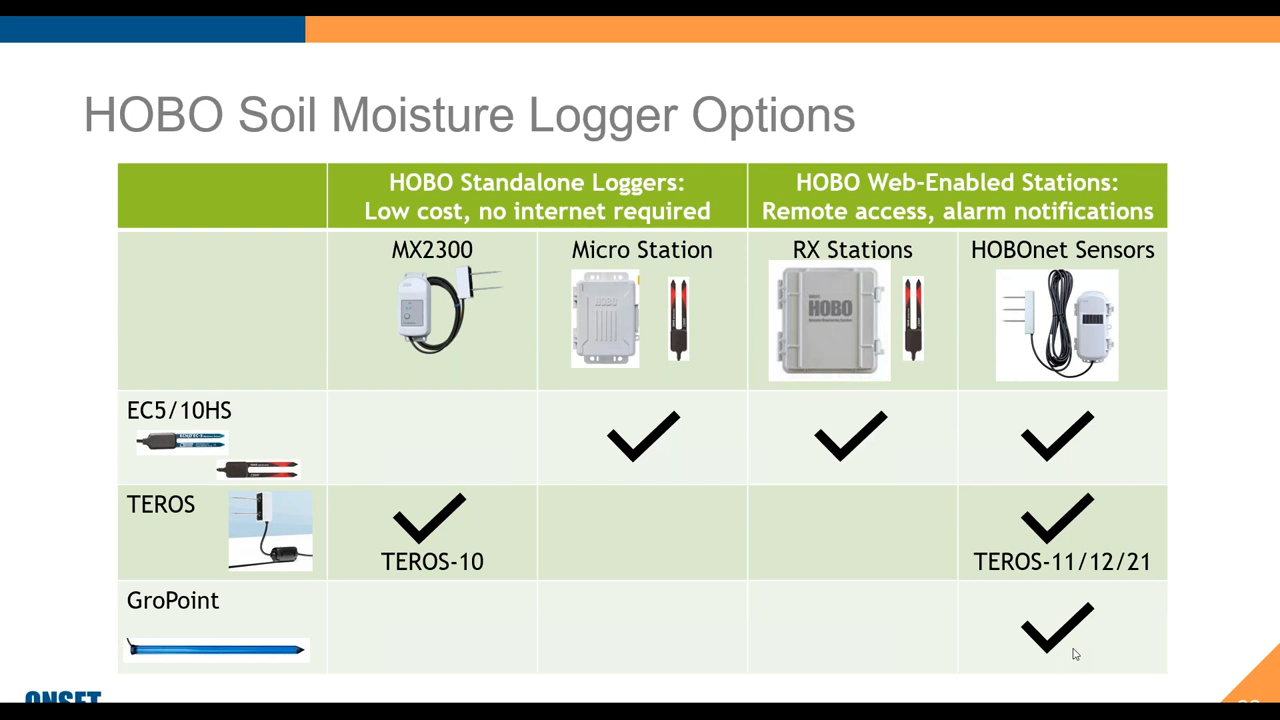 HOBO Soil Moisture Logger Options
HOBO Standalone Loggers:
Low cost, no internet required
HOBO Web-Enabled Stations:
Remote access, alarm notifications
MX2300
Micro Station
RX Stations
HOBOnet Sensors
HOBO
HOBO
EC5/10HS
TEROS
TEROS-10
TEROS-11/12/21
GroPoint
ONSET